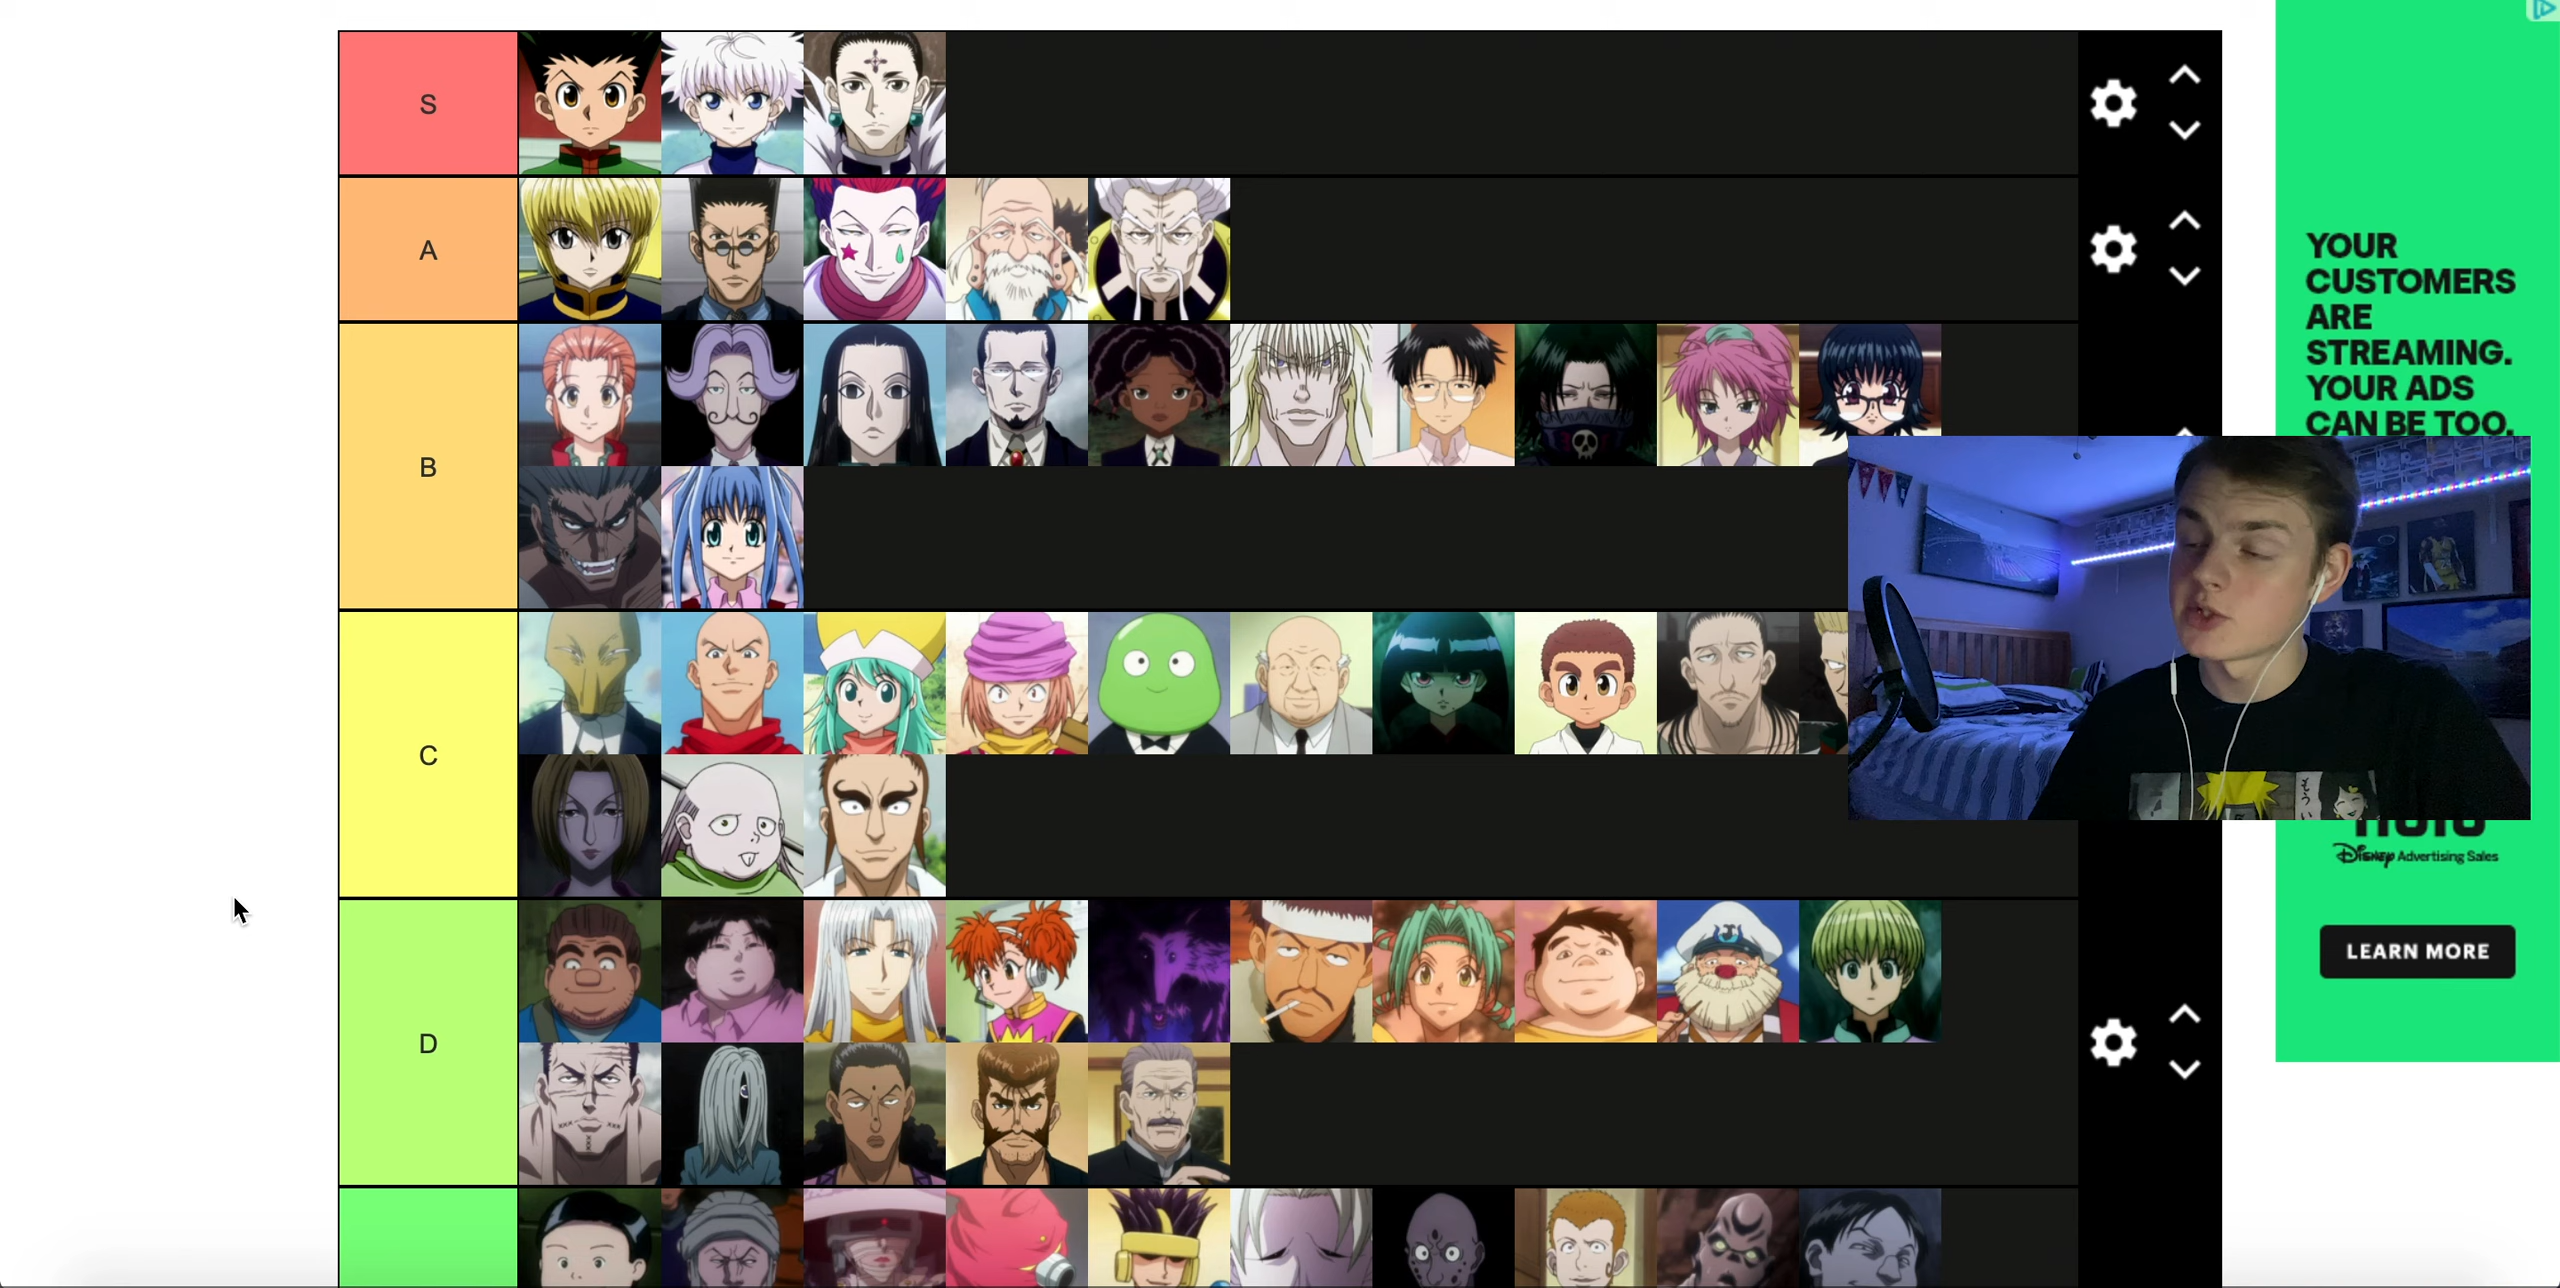 S
A
B
C
D
YOUR
CUSTOMERS
ARE
STREAMING.
YOUR ADS
CAN BE TOO.
Disney Advertising Sales
LEARN MORE